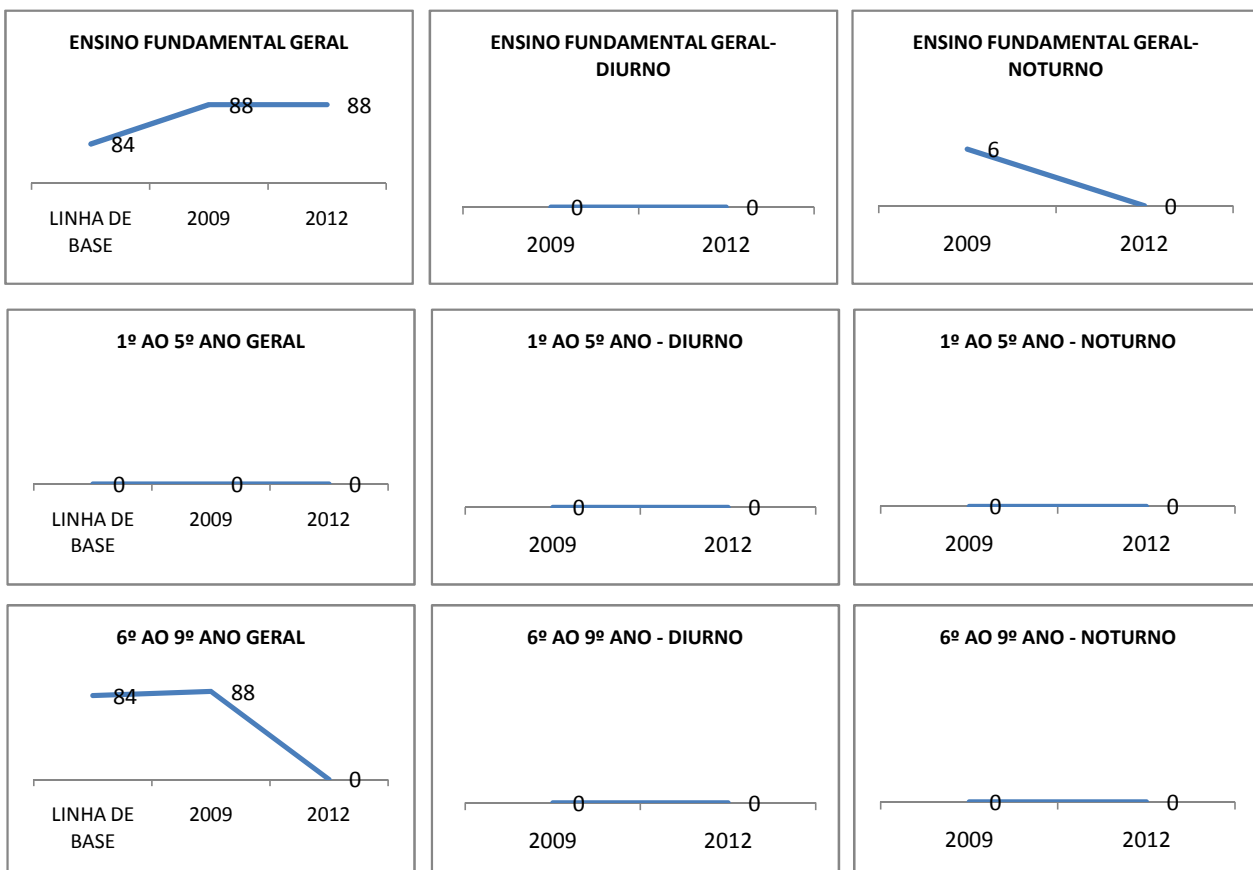 ENSINO FUNDAMENTAL GERAL
84
88
88
LINHA DE
BASE
2009
2012
ENSINO FUNDAMENTAL GERAL-
DIURNO
0
0
2009
2012
ENSINO FUNDAMENTAL GERAL-
NOTURNO
6
0
2009
2012
1º AO 5º ANO GERAL
0
0
0
LINHA DE
BASE
2009
2012
1º AO 5º ANO - DIURNO
0
0
2009
2012
1º AO 5º ANO - NOTURNO
0
0
2009
2012
6º AO 9º ANO GERAL
84
88
0
LINHA DE
BASE
2009
2012
6º AO 9º ANO - DIURNO
0
0
2009
2012
6º AO 9º ANO - NOTURNO
0
0
2009
2012